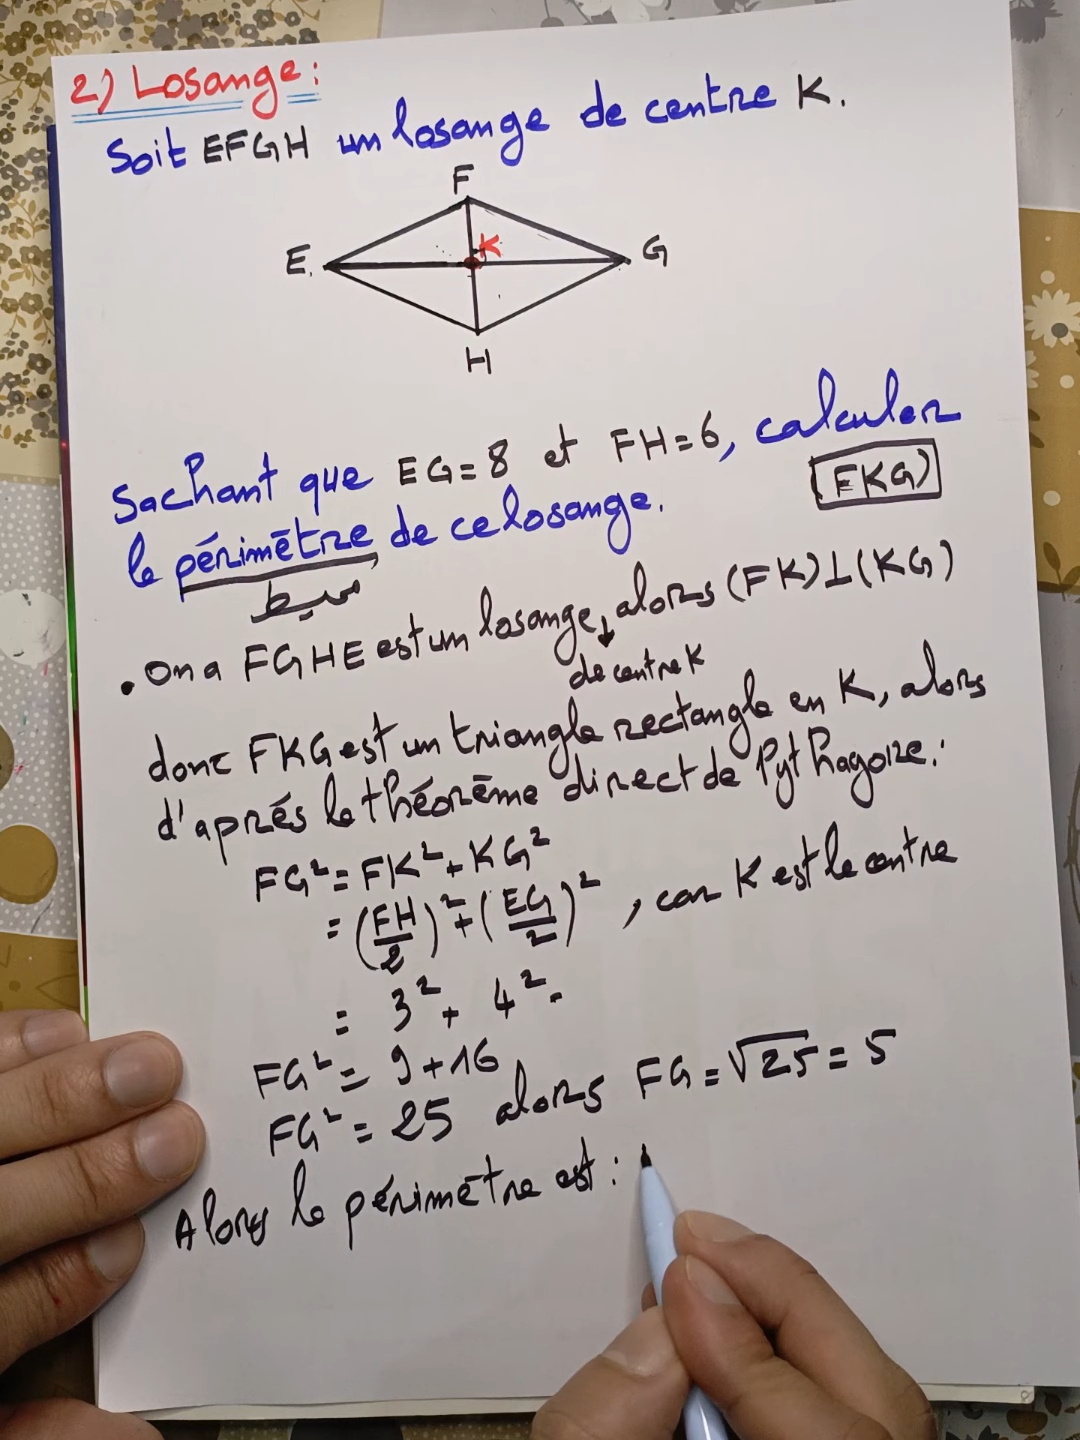 2) Losange:
Soit EFGH un losange de centre K.
F
E K G
H
Sachant que EG=8 et FH=6, calculer
FKG)
le périmètre de ce losange.
محيط
• On a FGHE est un losange, alors (FK)⊥(KG)
de centre K
donc FKG est un triangle rectangle en K, alors
d'aprés le théorème direct de Pythagore:
FG² = FK² + KG²
= (FH/2)² + (EG/2)², car K est le centre
= 3² + 4².
FG² = 9+16
FG² = 25 alors FG = √25 = 5
Alors le périmètre est :